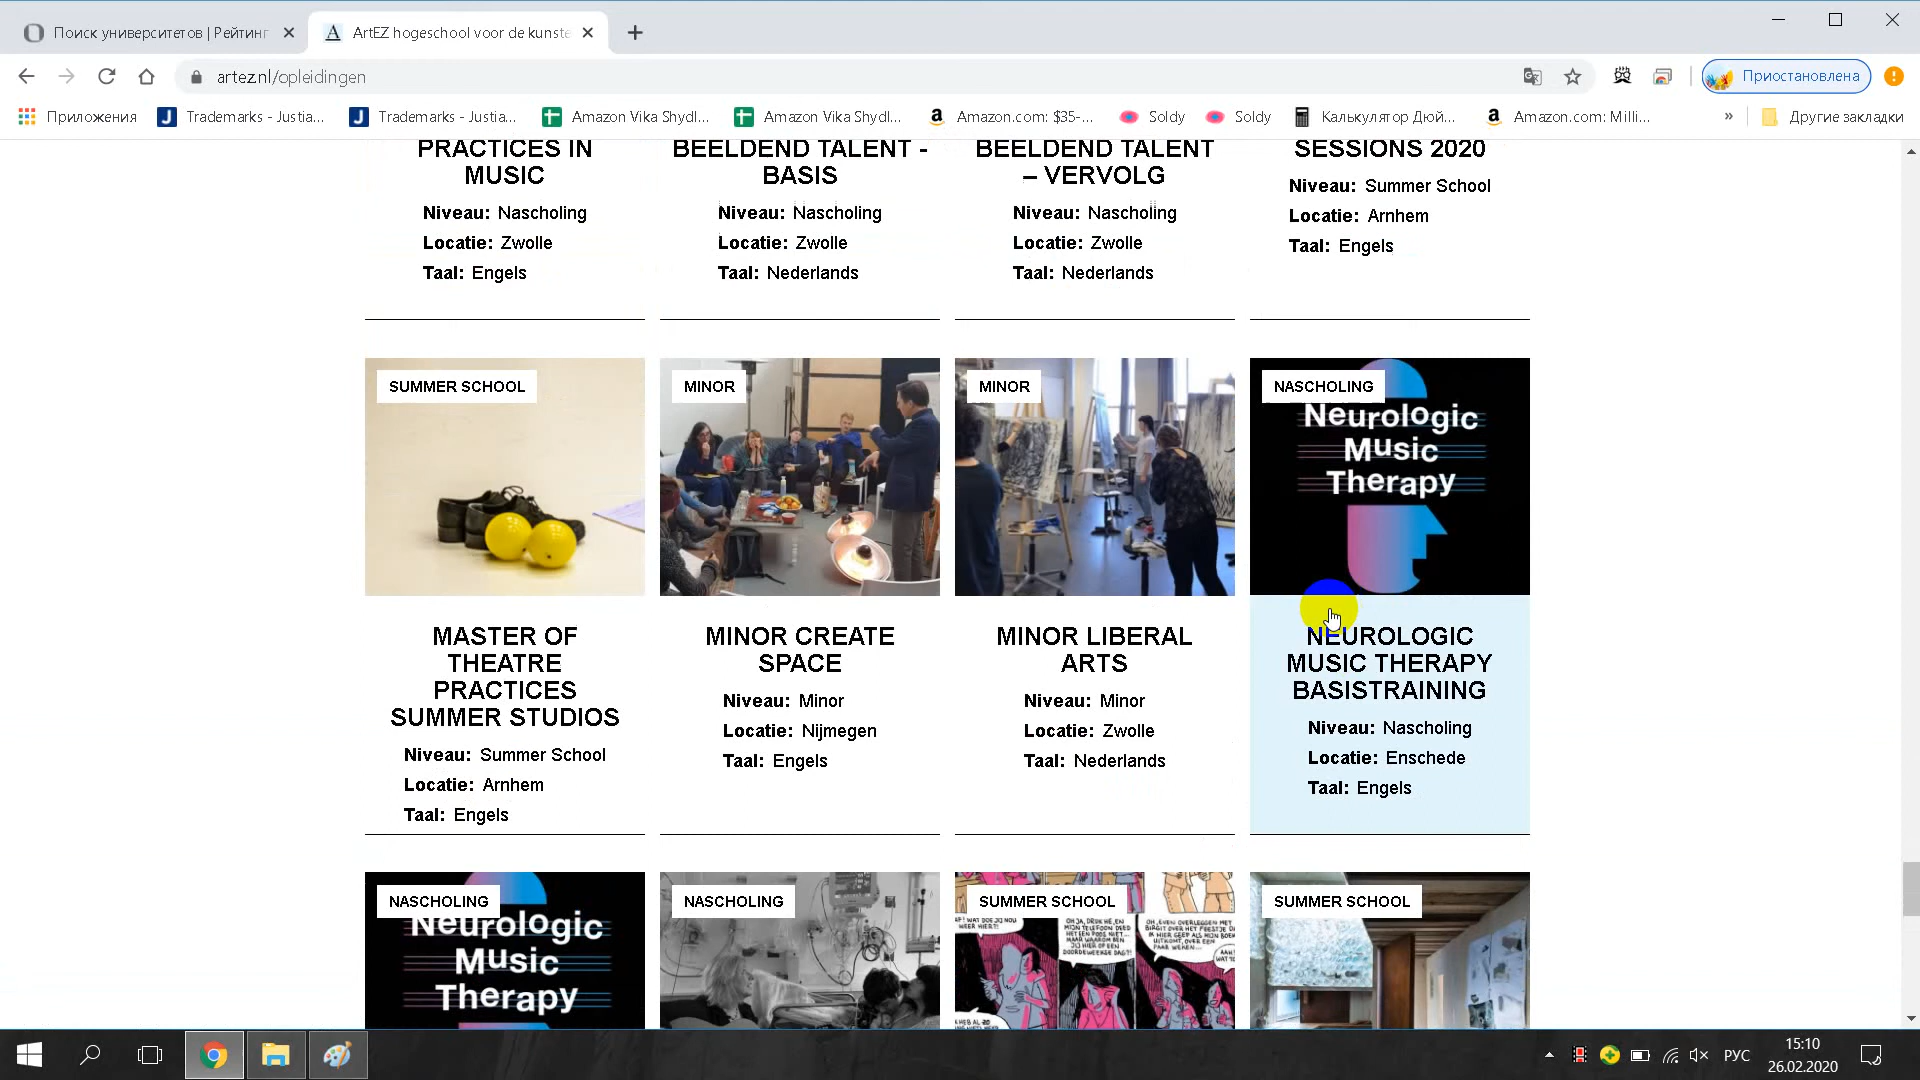 Поиск университетов | Рейтинг
ArtEZ hogeschool voor de kunste
artez.nl/opleidingen
Приостановлена
Приложения
Trademarks - Justia...
Trademarks - Justia...
Amazon Vika Shydl...
Amazon Vika Shydl...
Amazon.com: $35-...
Soldy
Soldy
Калькулятор Дюй...
Amazon.com: Milli...
»
Другие закладки
PRACTICES IN
MUSIC
Niveau: Nascholing
Locatie: Zwolle
Taal: Engels
BEELDEND TALENT -
BASIS
Niveau: Nascholing
Locatie: Zwolle
Taal: Nederlands
BEELDEND TALENT
– VERVOLG
Niveau: Nascholing
Locatie: Zwolle
Taal: Nederlands
SESSIONS 2020
Niveau: Summer School
Locatie: Arnhem
Taal: Engels
SUMMER SCHOOL
MASTER OF
THEATRE
PRACTICES
SUMMER STUDIOS
Niveau: Summer School
Locatie: Arnhem
Taal: Engels
MINOR
MINOR CREATE
SPACE
Niveau: Minor
Locatie: Nijmegen
Taal: Engels
MINOR
MINOR LIBERAL
ARTS
Niveau: Minor
Locatie: Zwolle
Taal: Nederlands
NASCHOLING
Neurologic
Music
Therapy
NEUROLOGIC
MUSIC THERAPY
BASISTRAINING
Niveau: Nascholing
Locatie: Enschede
Taal: Engels
NASCHOLING
Neurologic
Music
Therapy
NASCHOLING
SUMMER SCHOOL
SUMMER SCHOOL
РУС
15:10
26.02.2020